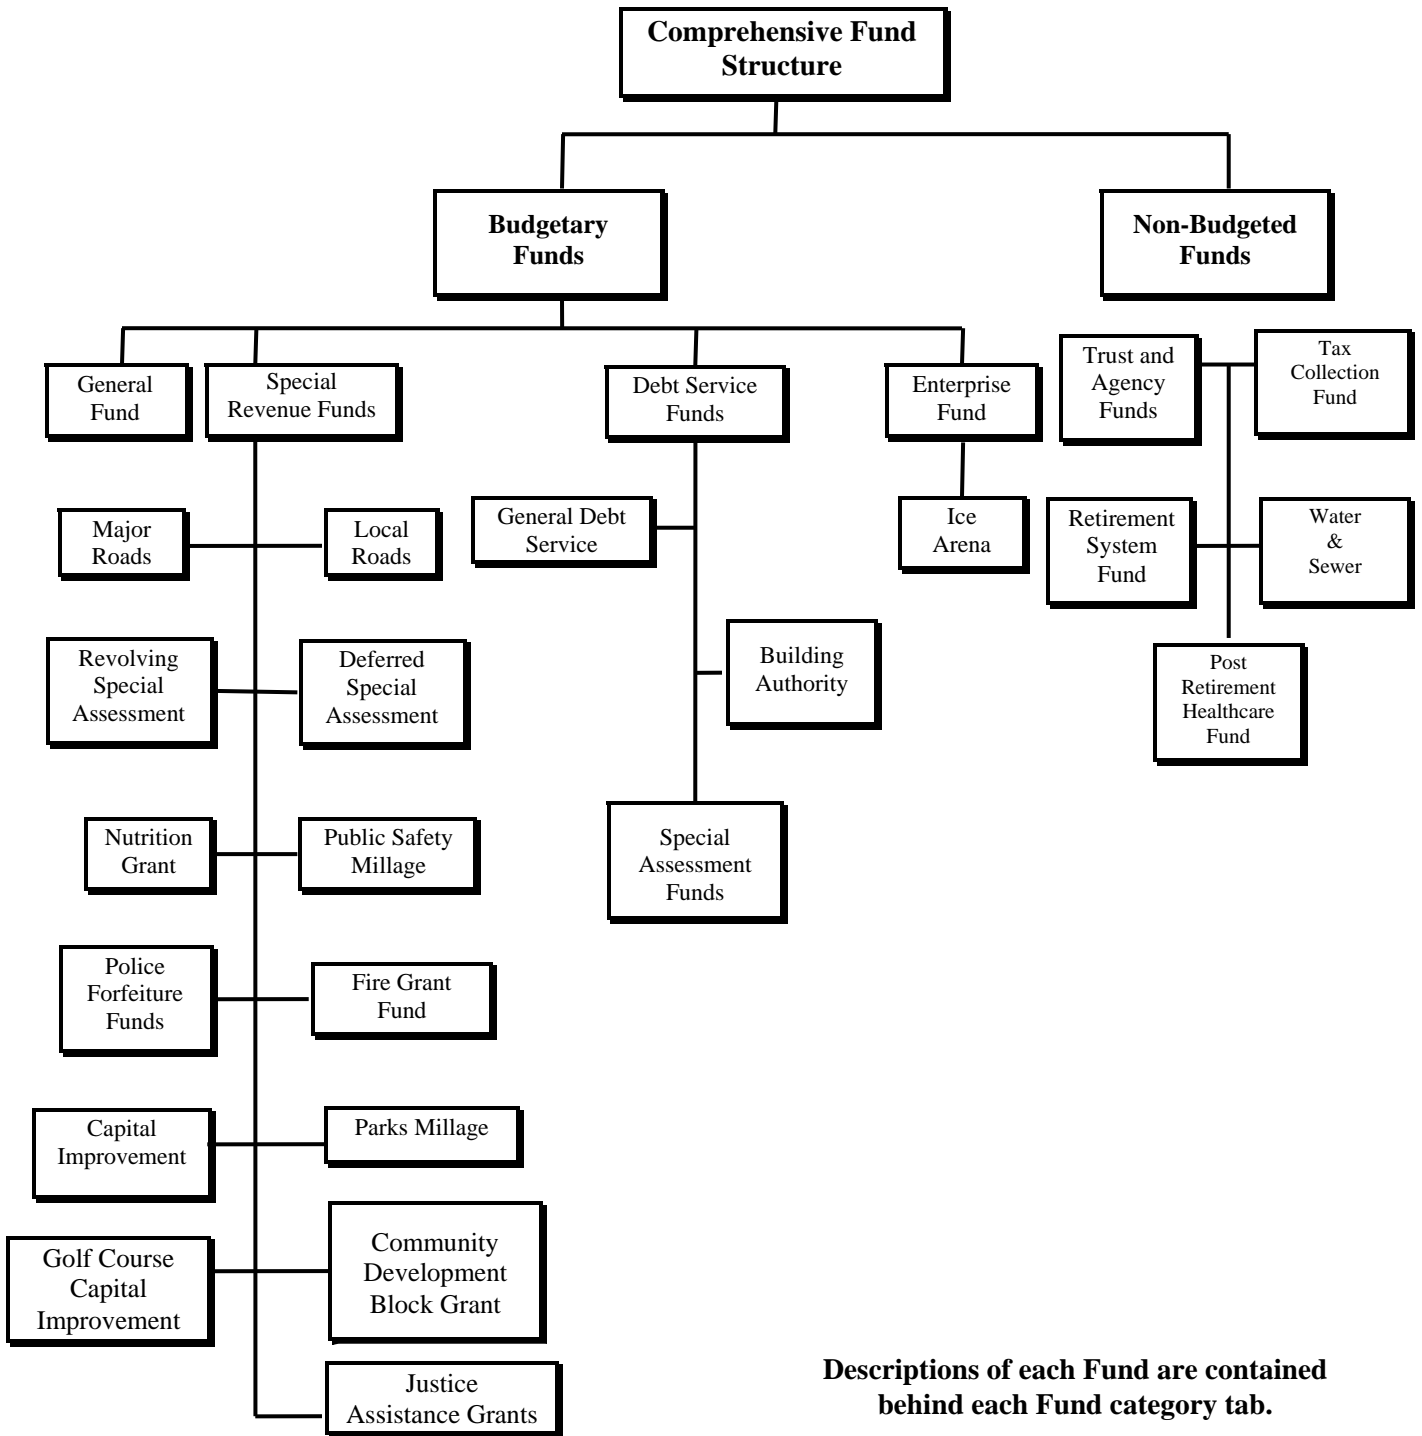 Comprehensive Fund
Structure
Budgetary
Funds
Non-Budgeted
Funds
General
Fund
Special
Revenue Funds
Debt Service
Funds
Enterprise
Fund
Trust and
Agency
Funds
Tax
Collection
Fund
Major
Roads
Local
Roads
General Debt
Service
Ice
Arena
Retirement
System
Fund
Water
&
Sewer
Revolving
Special
Assessment
Deferred
Special
Assessment
Building
Authority
Post
Retirement
Healthcare
Fund
Nutrition
Grant
Public Safety
Millage
Special
Assessment
Funds
Police
Forfeiture
Funds
Fire Grant
Fund
Capital
Improvement
Parks Millage
Golf Course
Capital
Improvement
Community
Development
Block Grant
Justice
Assistance Grants
Descriptions of each Fund are contained
behind each Fund category tab.